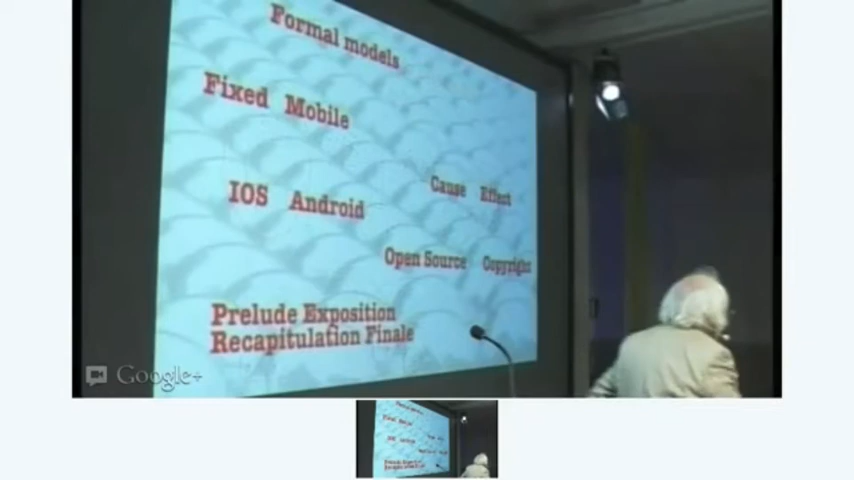 Formal models
Fixed Mobile
IOS Android
Cause Effect
Open Source Copyright
Prelude Exposition
Recapitulation Finale
Google+